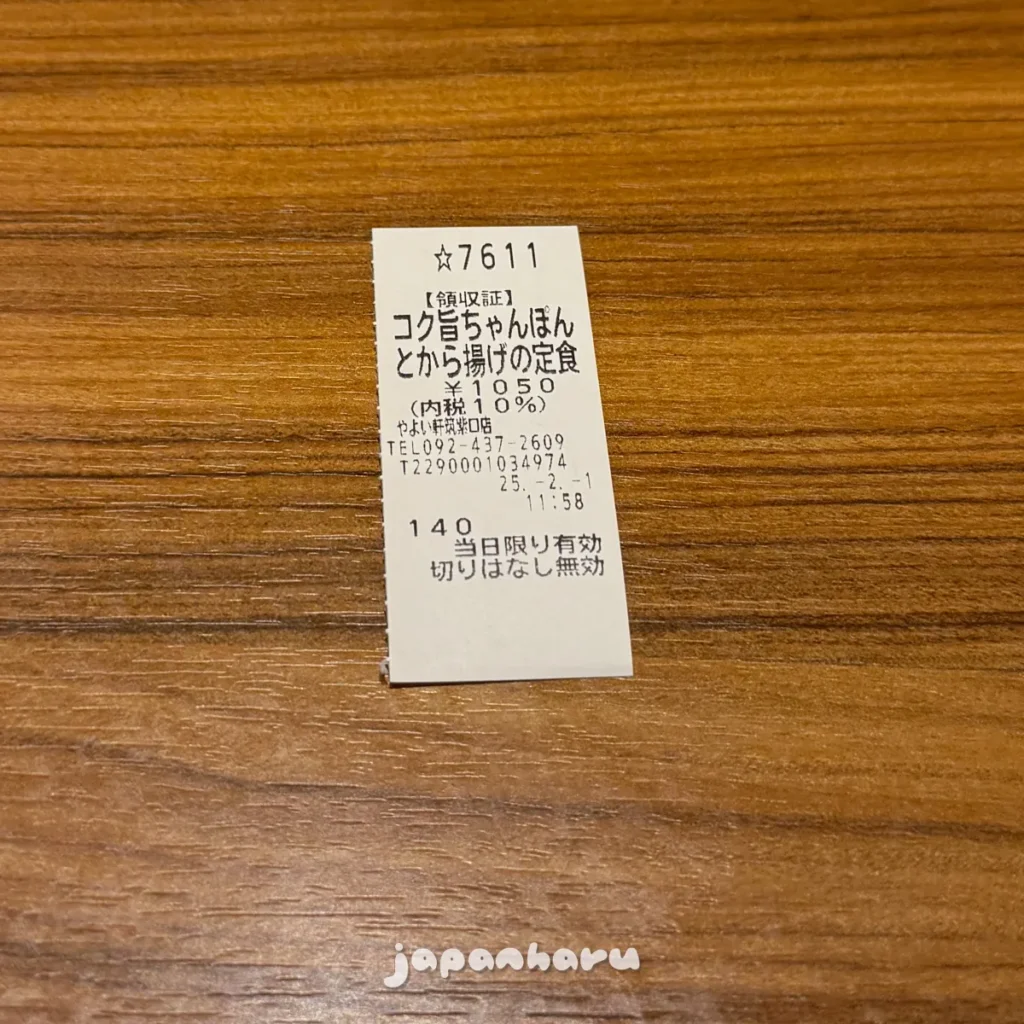 ☆7611
【領収証】
コク旨ちゃんぽん
とから揚げの定食
¥1050
(内税10%)
やよい軒筑紫口店
TEL092-437-2609
T2290001034974
25.-2.-1
11:58
140
当日限り有効
切りはなし無効
japanharu